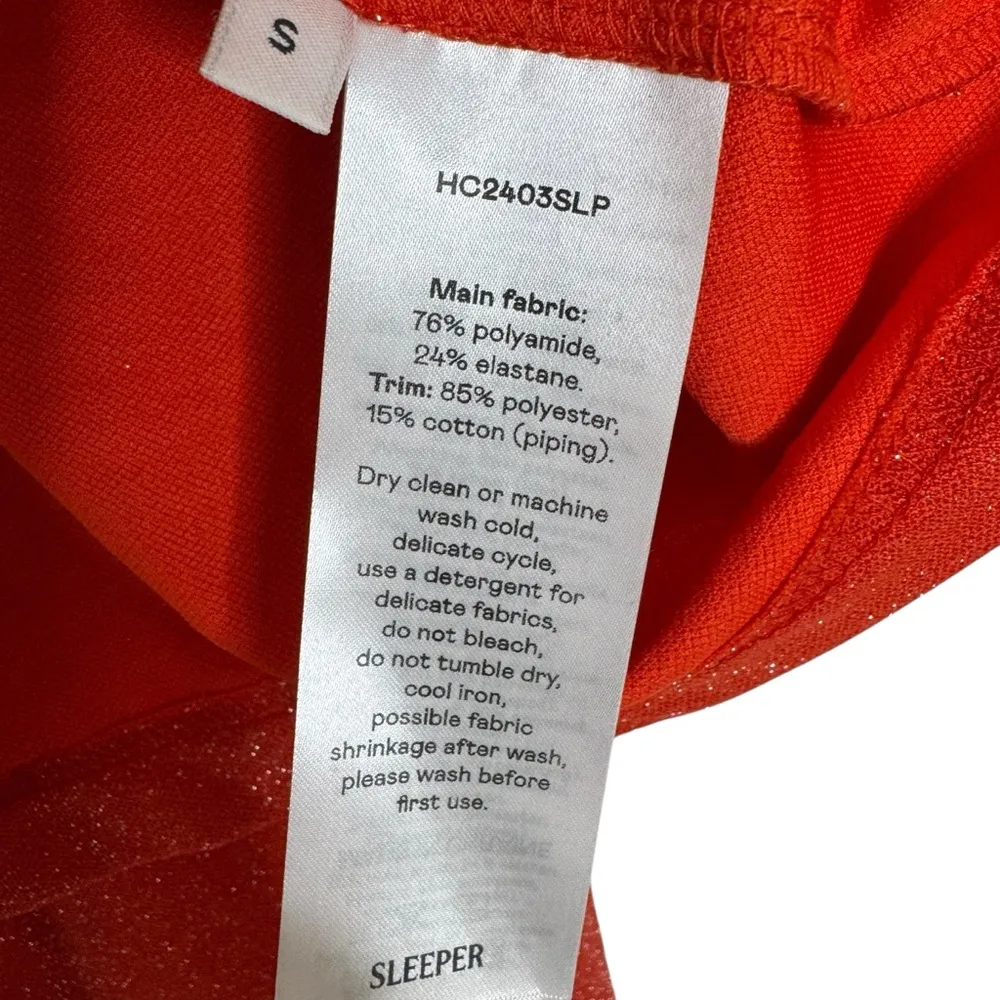 S
HC2403SLP
Main fabric:
76% polyamide,
24% elastane.
Trim: 85% polyester,
15% cotton (piping).
Dry clean or machine
wash cold,
delicate cycle,
use a detergent for
delicate fabrics,
do not bleach,
do not tumble dry,
cool iron,
possible fabric
shrinkage after wash,
please wash before
first use.
SLEEPER